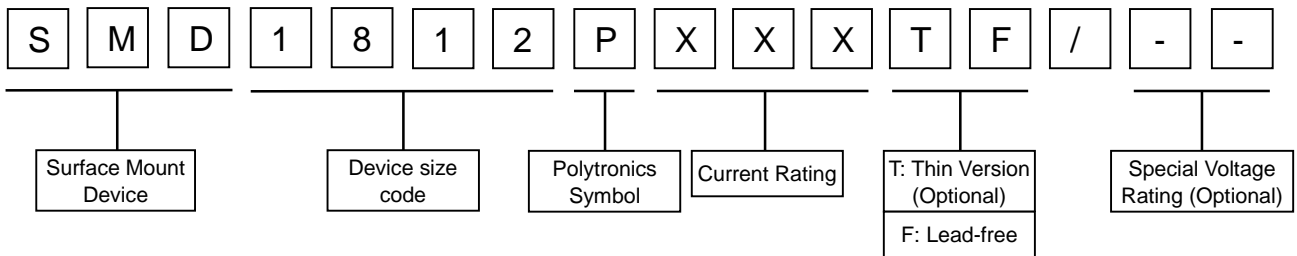 S M D 1 8 1 2 P X X X T F / - -
Surface Mount
Device
Device size
code
Polytronics
Symbol
Current Rating
T: Thin Version
(Optional)
F: Lead-free
Special Voltage
Rating (Optional)